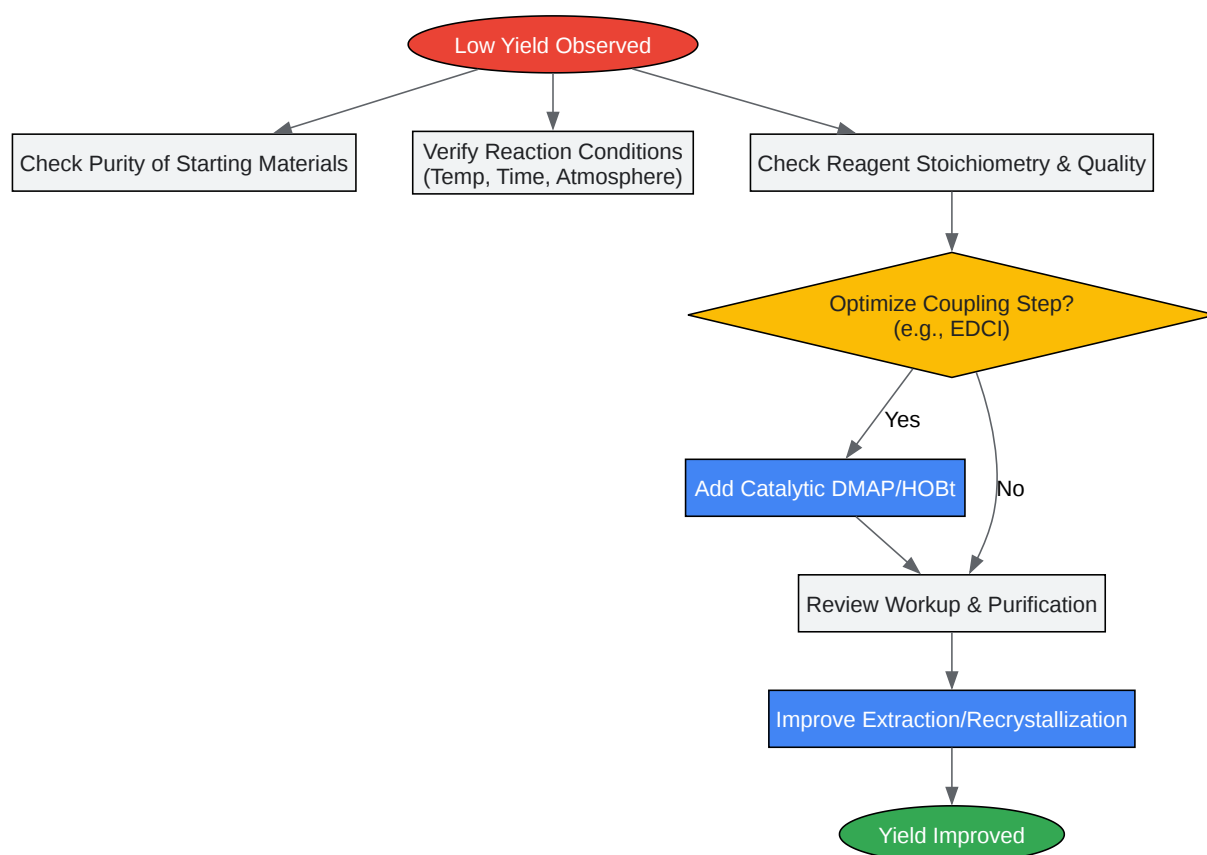 Low Yield Observed
Check Purity of Starting Materials
Verify Reaction Conditions
(Temp, Time, Atmosphere)
Check Reagent Stoichiometry & Quality
Optimize Coupling Step?
(e.g., EDCI)
Yes
Add Catalytic DMAP/HOBt
No
Review Workup & Purification
Improve Extraction/Recrystallization
Yield Improved